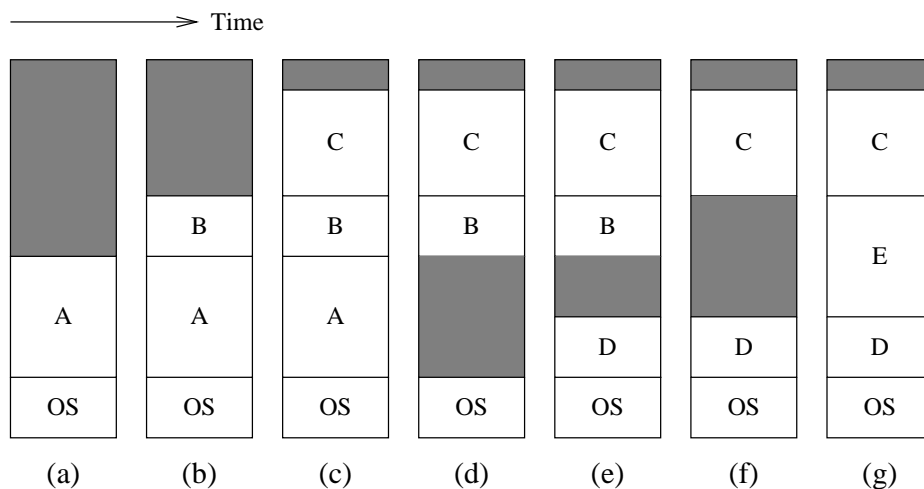 Time
C C C C C
B B B B
E
A A A
D D D
OS OS OS OS OS OS OS
(a) (b) (c) (d) (e) (f) (g)